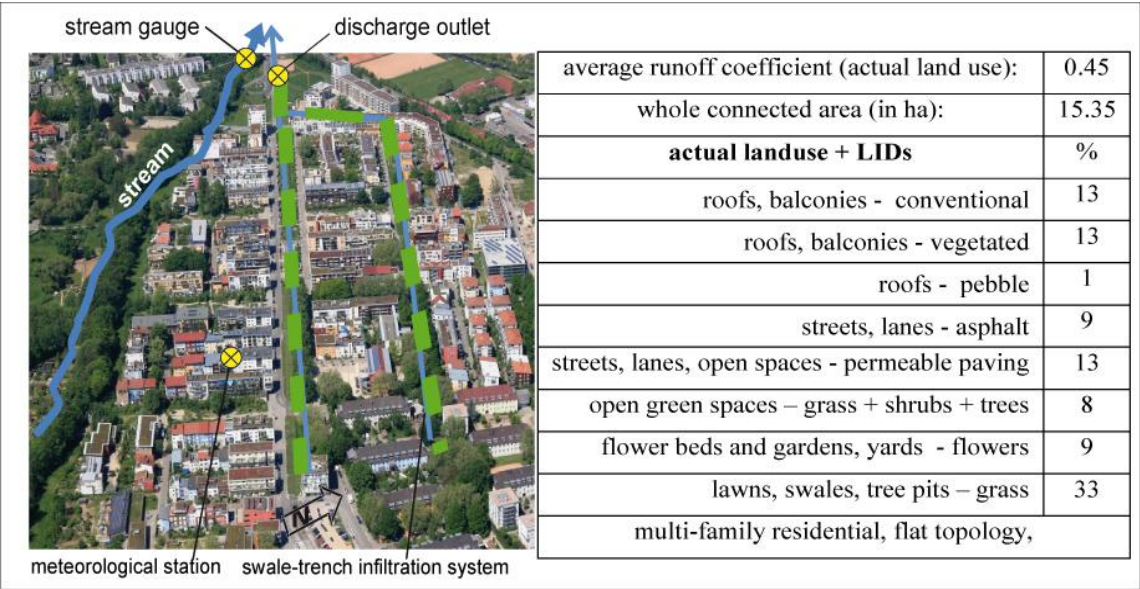 stream gauge
discharge outlet
stream
N
meteorological station
swale-trench infiltration system
average runoff coefficient (actual land use): 0.45
whole connected area (in ha): 15.35
actual landuse + LIDs %
roofs, balconies - conventional 13
roofs, balconies - vegetated 13
roofs - pebble 1
streets, lanes - asphalt 9
streets, lanes, open spaces - permeable paving 13
open green spaces – grass + shrubs + trees 8
flower beds and gardens, yards - flowers 9
lawns, swales, tree pits – grass 33
multi-family residential, flat topology,